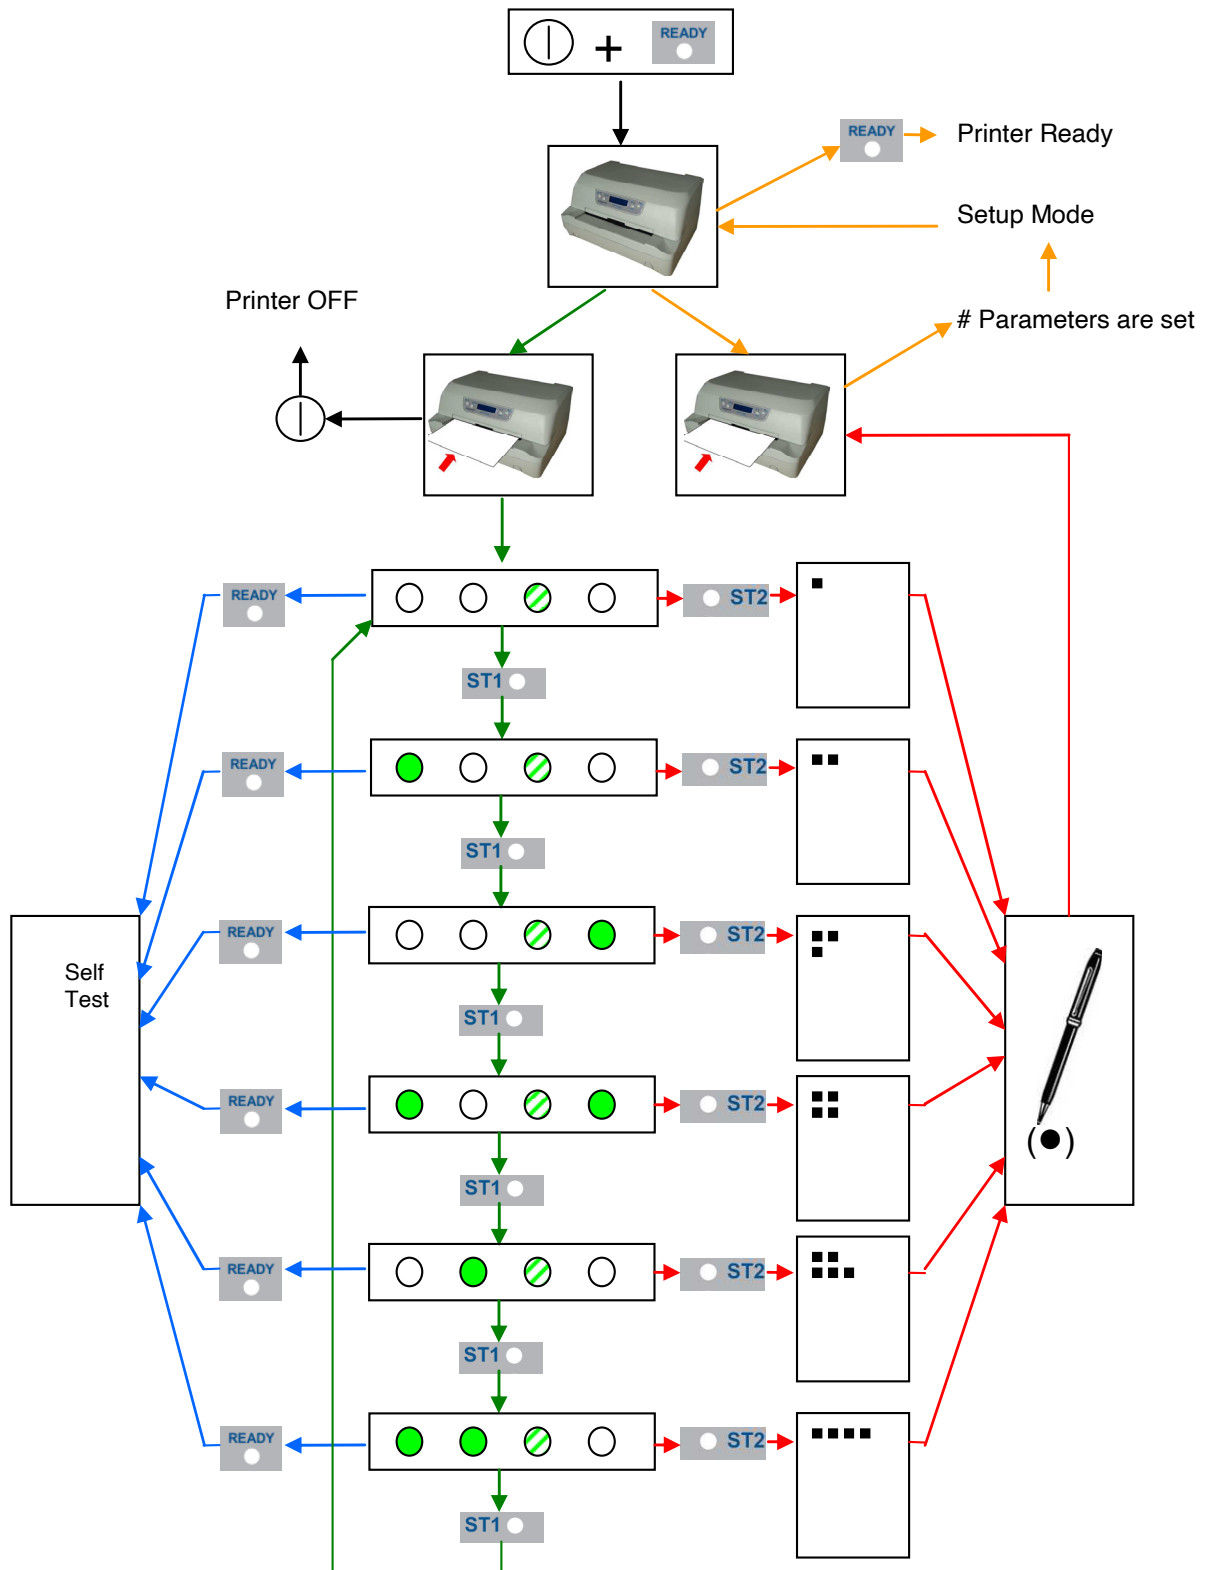 READY
+
READY
Printer Ready
Setup Mode
Printer OFF
# Parameters are set
READY
ST2
ST1
READY
ST2
ST1
READY
ST2
Self
Test
ST1
READY
ST2
(●)
ST1
READY
ST2
ST1
READY
ST2
ST1